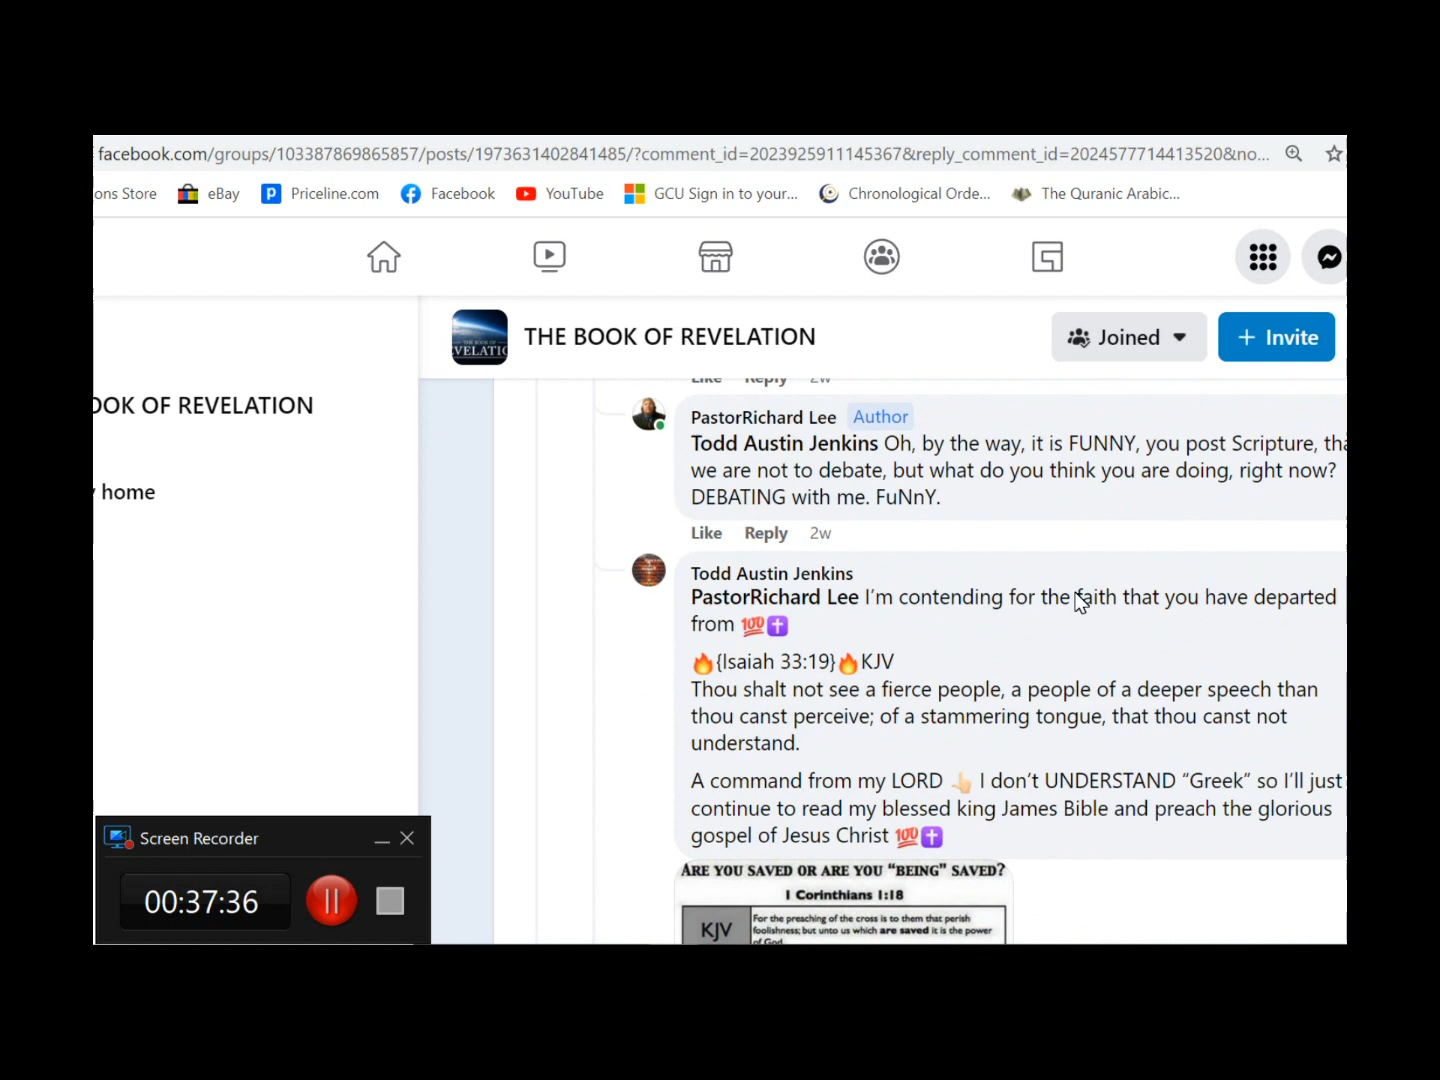 facebook.com/groups/103387869865857/posts/1973631402841485/?comment_id=2023925911145367&reply_comment_id=2024577714413520&no...
ons Store eBay Priceline.com Facebook YouTube GCU Sign in to your... Chronological Orde... The Quranic Arabic...
THE BOOK OF REVELATION
Joined + Invite
OOK OF REVELATION
home
Like Reply 2w
PastorRichard Lee Author
Todd Austin Jenkins Oh, by the way, it is FUNNY, you post Scripture, tha
we are not to debate, but what do you think you are doing, right now?
DEBATING with me. FuNnY.
Like Reply 2w
Todd Austin Jenkins
PastorRichard Lee I'm contending for the faith that you have departed
from 💯✝️
🔥{Isaiah 33:19}🔥KJV
Thou shalt not see a fierce people, a people of a deeper speech than
thou canst perceive; of a stammering tongue, that thou canst not
understand.
A command from my LORD 👆🏻 I don't UNDERSTAND “Greek” so I'll just
continue to read my blessed king James Bible and preach the glorious
gospel of Jesus Christ 💯✝️
ARE YOU SAVED OR ARE YOU “BEING” SAVED?
1 Corinthians 1:18
KJV
For the preaching of the cross is to them that perish
foolishness; but unto us which are saved it is the power
of God
Screen Recorder
00:37:36